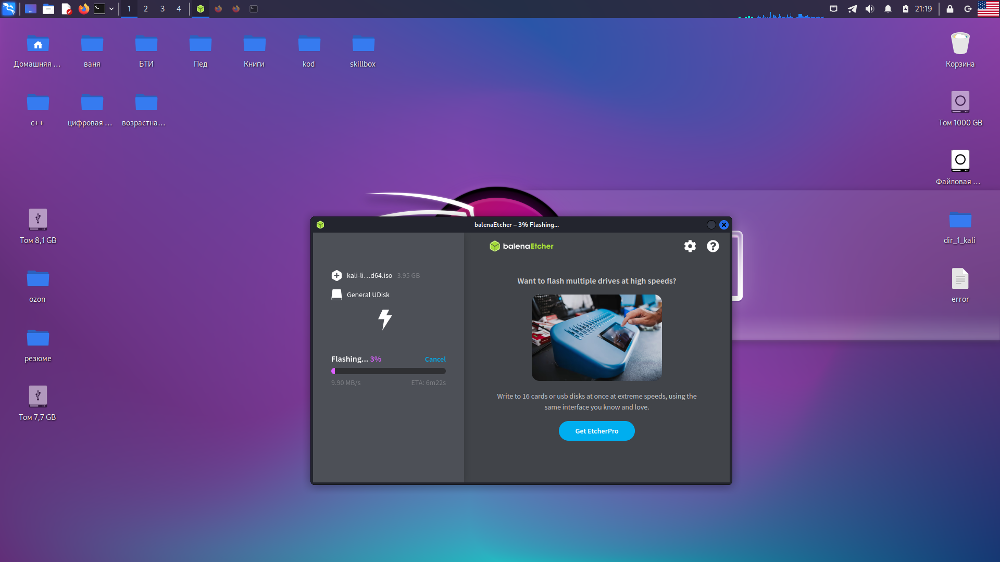 1 2 3 4
21:19
Домашняя ...
ваня
БТИ
Пед
Книги
kod
skillbox
Корзина
c++
цифровая ...
возрастна...
Том 1000 GB
Файловая ...
Том 8,1 GB
dir_1_kali
ozon
error
резюме
Том 7,7 GB
balenaEtcher – 3% Flashing...
balenaEtcher
kali-li...d64.iso 3.95 GB
General UDisk
Flashing... 3% Cancel
9.90 MB/s ETA: 6m22s
Want to flash multiple drives at high speeds?
Write to 16 cards or usb disks at once at extreme speeds, using the
same interface you know and love.
Get EtcherPro